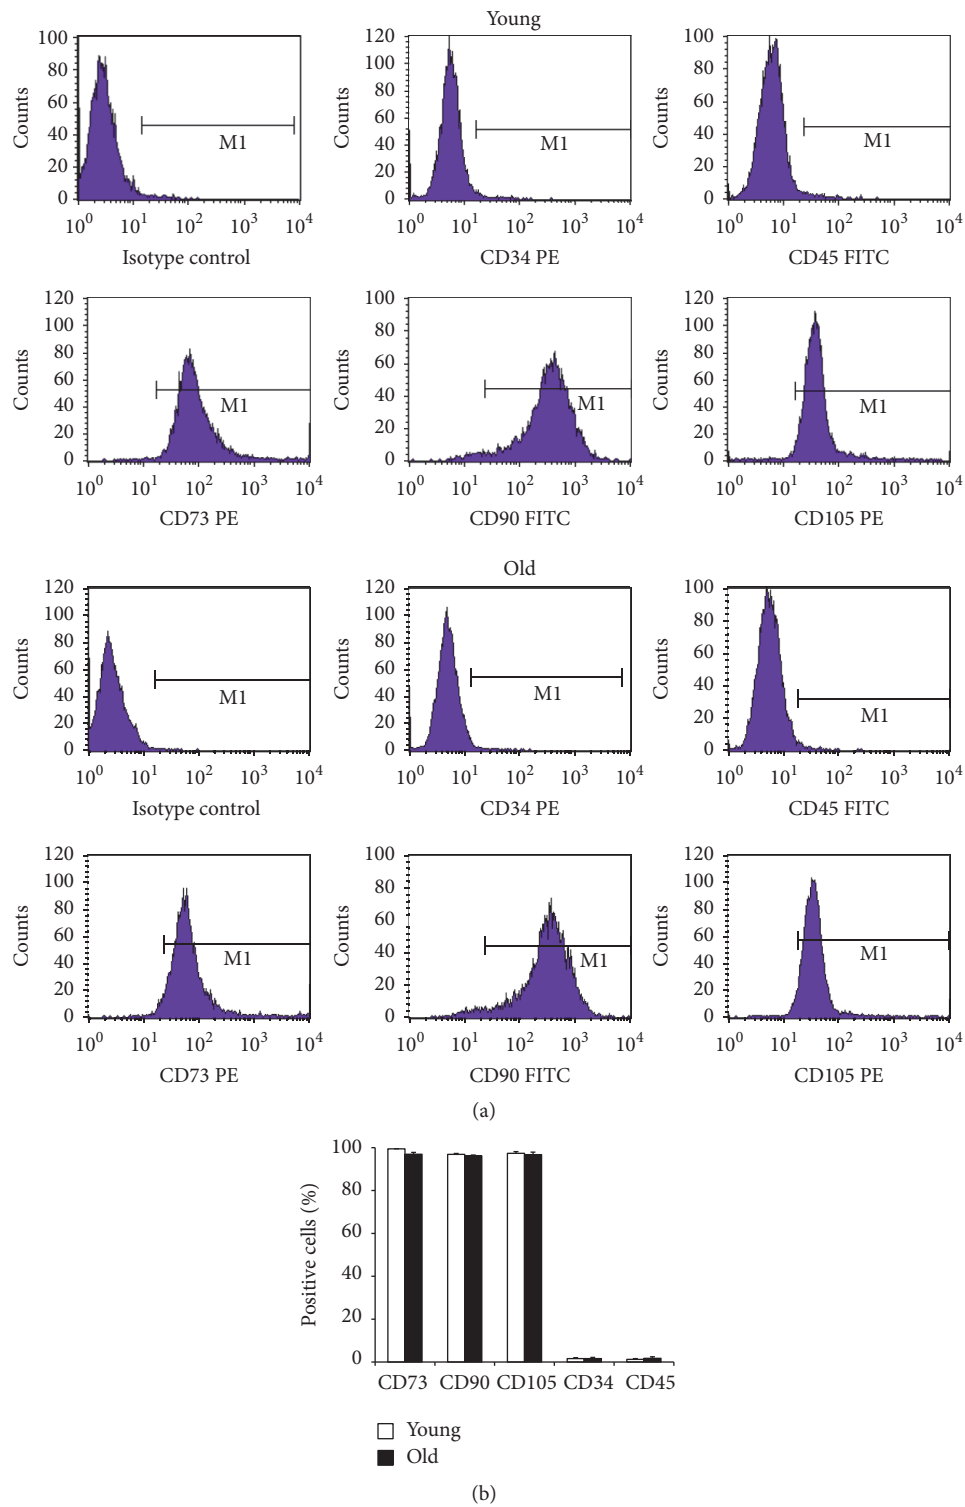 Young
100
80
60
40
20
0
Counts
M1
10^0 10^1 10^2 10^3 10^4
Isotype control
120
100
80
60
40
20
0
Counts
M1
10^0 10^1 10^2 10^3 10^4
CD34 PE
100
80
60
40
20
0
Counts
M1
10^0 10^1 10^2 10^3 10^4
CD45 FITC
120
100
80
60
40
20
0
Counts
M1
10^0 10^1 10^2 10^3 10^4
CD73 PE
100
80
60
40
20
0
Counts
M1
10^0 10^1 10^2 10^3 10^4
CD90 FITC
120
100
80
60
40
20
0
Counts
M1
10^0 10^1 10^2 10^3 10^4
CD105 PE
Old
120
100
80
60
40
20
0
Counts
M1
10^0 10^1 10^2 10^3 10^4
Isotype control
120
100
80
60
40
20
0
Counts
M1
10^0 10^1 10^2 10^3 10^4
CD34 PE
100
80
60
40
20
0
Counts
M1
10^0 10^1 10^2 10^3 10^4
CD45 FITC
120
100
80
60
40
20
0
Counts
M1
10^0 10^1 10^2 10^3 10^4
CD73 PE
100
80
60
40
20
0
Counts
M1
10^0 10^1 10^2 10^3 10^4
CD90 FITC
120
100
80
60
40
20
0
Counts
M1
10^0 10^1 10^2 10^3 10^4
CD105 PE
(a)
100
80
60
40
20
0
Positive cells (%)
CD73 CD90 CD105 CD34 CD45
Young
Old
(b)